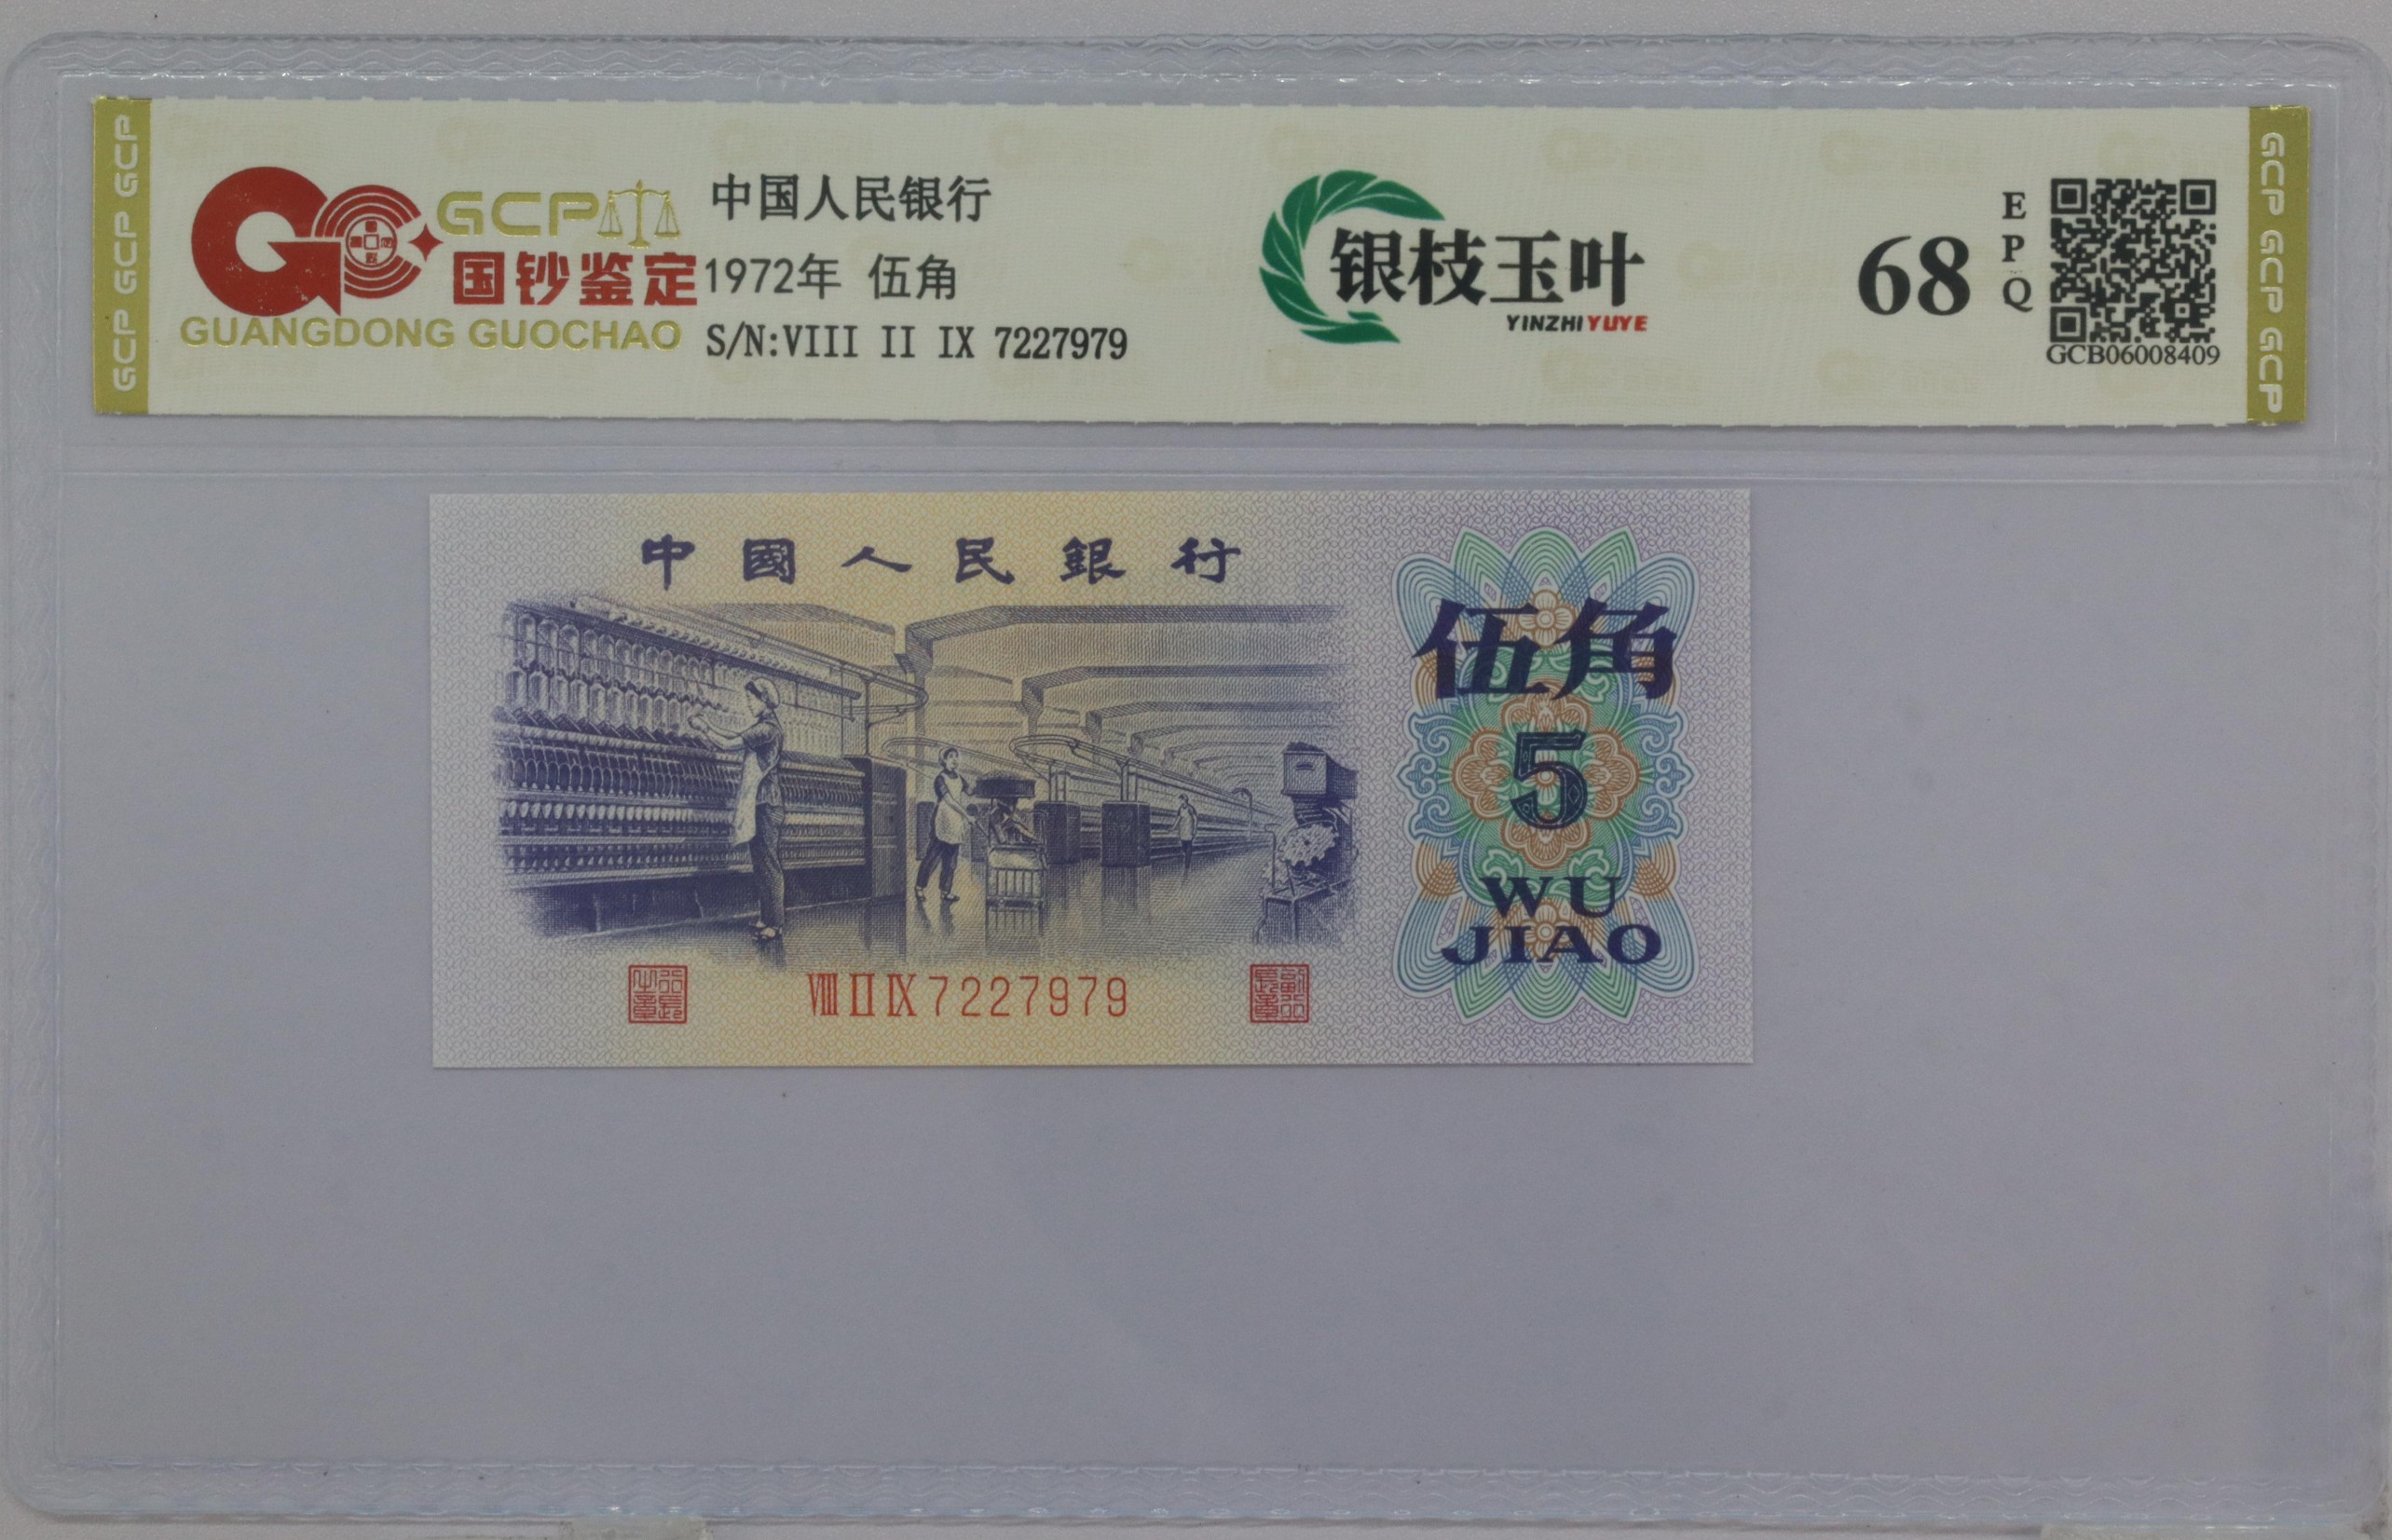 GCP GCP GCP
GCP
国钞鉴定
GUANGDONG GUOCHAO
中国人民银行
1972年 伍角
S/N:VIII II IX 7227979
银枝玉叶
YINZHIYUYE
68
EPQ
GCB06008409
GCP GCP GCP
中國人民銀行
伍角
5
WU
JIAO
VIII II IX 7227979